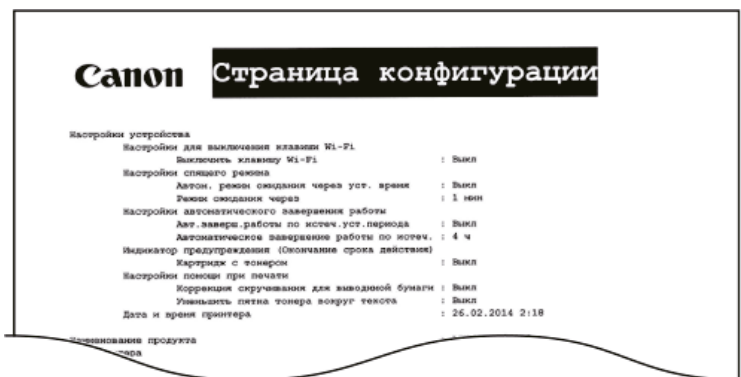 Canon Страница конфигурации
Настройки устройства
Настройки для выключения клавиши Wi-Fi
Выключить клавишу Wi-Fi : Выкл
Настройки спящего режима
Автом. режим ожидания через уст. время : Выкл
Режим ожидания через : 1 мин
Настройки автоматического завершения работы
Авт.заверш.работы по истеч.уст.периода : Выкл
Автоматическое завершение работы по истеч. : 4 ч
Индикатор предупреждения (Окончание срока действия)
Картридж с тонером : Выкл
Настройки помощи при печати
Коррекция скручивания для выводимой бумаги : Выкл
Уменьшить пятна тонера вокруг текста : Выкл
Дата и время принтера : 26.02.2014 2:18
Наименование продукта